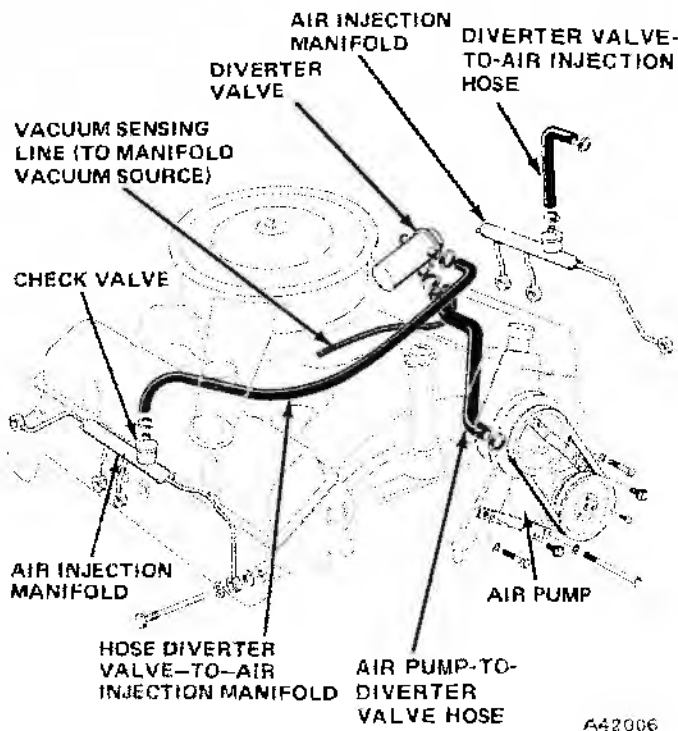 AIR INJECTION
MANIFOLD
DIVERTER VALVE-
TO-AIR INJECTION
HOSE
DIVERTER
VALVE
VACUUM SENSING
LINE (TO MANIFOLD
VACUUM SOURCE)
CHECK VALVE
AIR INJECTION
MANIFOLD
AIR PUMP
HOSE DIVERTER
VALVE–TO–AIR
INJECTION MANIFOLD
AIR PUMP-TO-
DIVERTER
VALVE HOSE
A42006